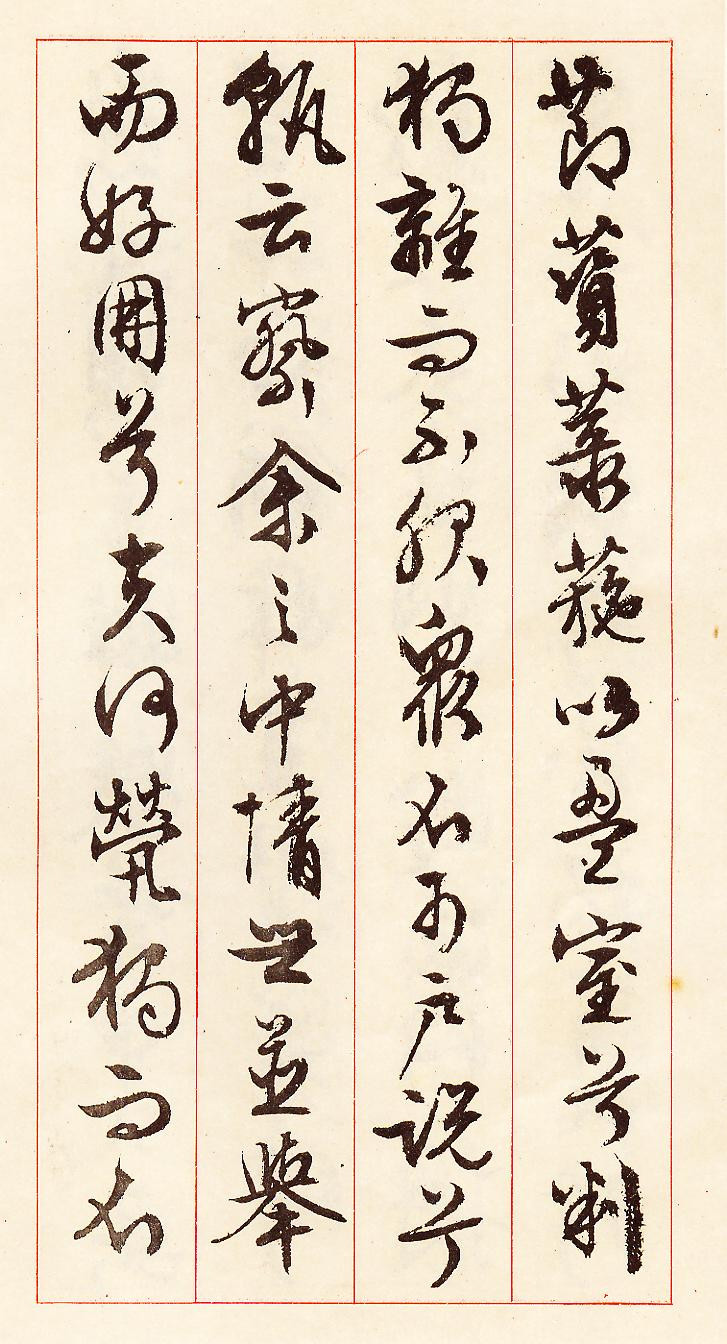 節薋菉葹以盈室兮判
獨離而不服衆不可戶說兮
孰云察余之中情世並舉
而好朋兮夫何煢獨而不